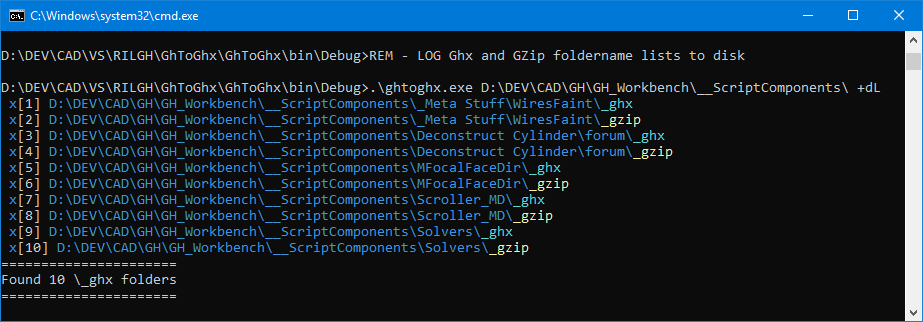 C:\Windows\system32\cmd.exe
D:\DEV\CAD\VS\RILGH\GhToGhx\GhToGhx\bin\Debug>REM - LOG Ghx and GZip foldername lists to disk
D:\DEV\CAD\VS\RILGH\GhToGhx\GhToGhx\bin\Debug>.\ghtoghx.exe D:\DEV\CAD\GH\GH_Workbench\__ScriptComponents\ +dL
x[1] D:\DEV\CAD\GH\GH_Workbench\__ScriptComponents\_Meta Stuff\WiresFaint\_ghx
x[2] D:\DEV\CAD\GH\GH_Workbench\__ScriptComponents\_Meta Stuff\WiresFaint\_gzip
x[3] D:\DEV\CAD\GH\GH_Workbench\__ScriptComponents\Deconstruct Cylinder\forum\_ghx
x[4] D:\DEV\CAD\GH\GH_Workbench\__ScriptComponents\Deconstruct Cylinder\forum\_gzip
x[5] D:\DEV\CAD\GH\GH_Workbench\__ScriptComponents\MFocalFaceDir\_ghx
x[6] D:\DEV\CAD\GH\GH_Workbench\__ScriptComponents\MFocalFaceDir\_gzip
x[7] D:\DEV\CAD\GH\GH_Workbench\__ScriptComponents\Scroller_MD\_ghx
x[8] D:\DEV\CAD\GH\GH_Workbench\__ScriptComponents\Scroller_MD\_gzip
x[9] D:\DEV\CAD\GH\GH_Workbench\__ScriptComponents\Solvers\_ghx
x[10] D:\DEV\CAD\GH\GH_Workbench\__ScriptComponents\Solvers\_gzip
======================
Found 10 \_ghx folders
======================